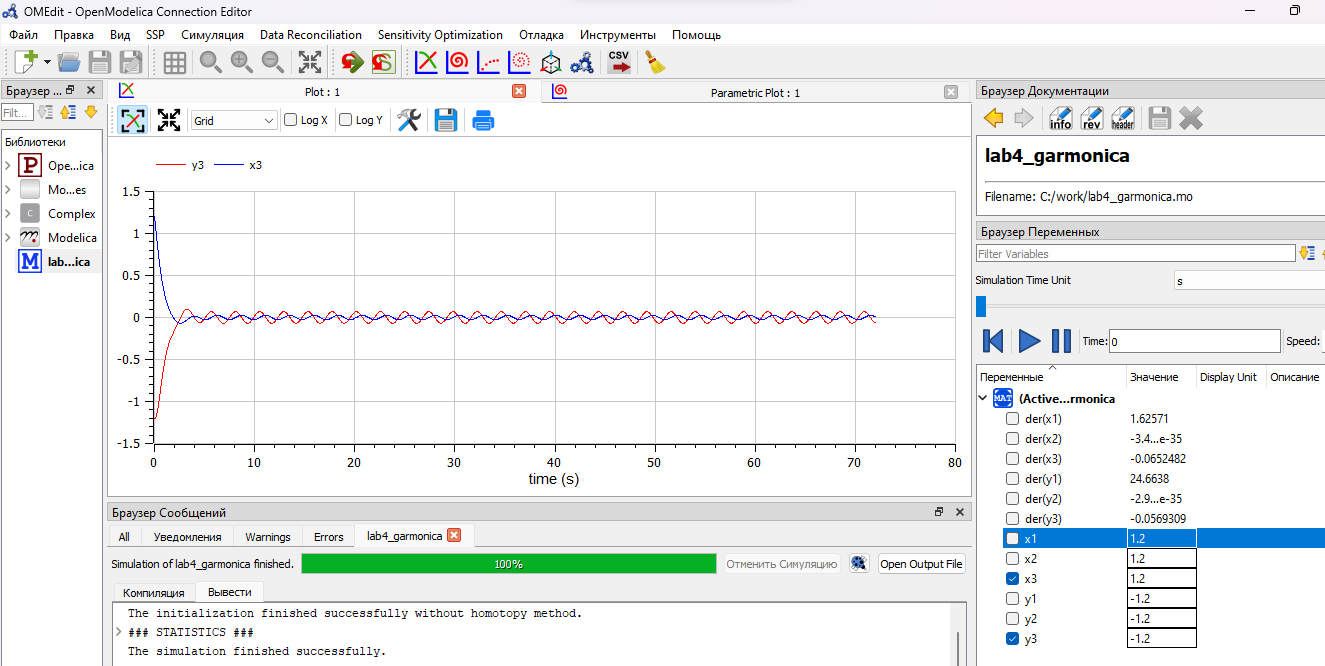 OMEdit - OpenModelica Connection Editor
Файл Правка Вид SSP Симуляция Data Reconciliation Sensitivity Optimization Отладка Инструменты Помощь
CSV
Браузер ...
Filt...
Библиотеки
P Ope...ica
Mo...es
C Complex
Modelica
M lab...ica
Plot : 1
Parametric Plot : 1
Grid
Log X
Log Y
y3 x3
1.5
1
0.5
0
-0.5
-1
-1.5
0 10 20 30 40 50 60 70 80
time (s)
Браузер Сообщений
All Уведомления Warnings Errors lab4_garmonica
Simulation of lab4_garmonica finished. 100% Отменить Симуляцию Open Output File
Компиляция Вывести
The initialization finished successfully without homotopy method.
### STATISTICS ###
The simulation finished successfully.
Браузер Документации
info rev header
lab4_garmonica
Filename: C:/work/lab4_garmonica.mo
Браузер Переменных
Filter Variables
Simulation Time Unit s
Time: 0 Speed:
Переменные Значение Display Unit Описание
MAT (Active...rmonica
der(x1) 1.62571
der(x2) -3.4...e-35
der(x3) -0.0652482
der(y1) 24.6638
der(y2) -2.9...e-35
der(y3) -0.0569309
x1 1.2
x2 1.2
x3 1.2
y1 -1.2
y2 -1.2
y3 -1.2